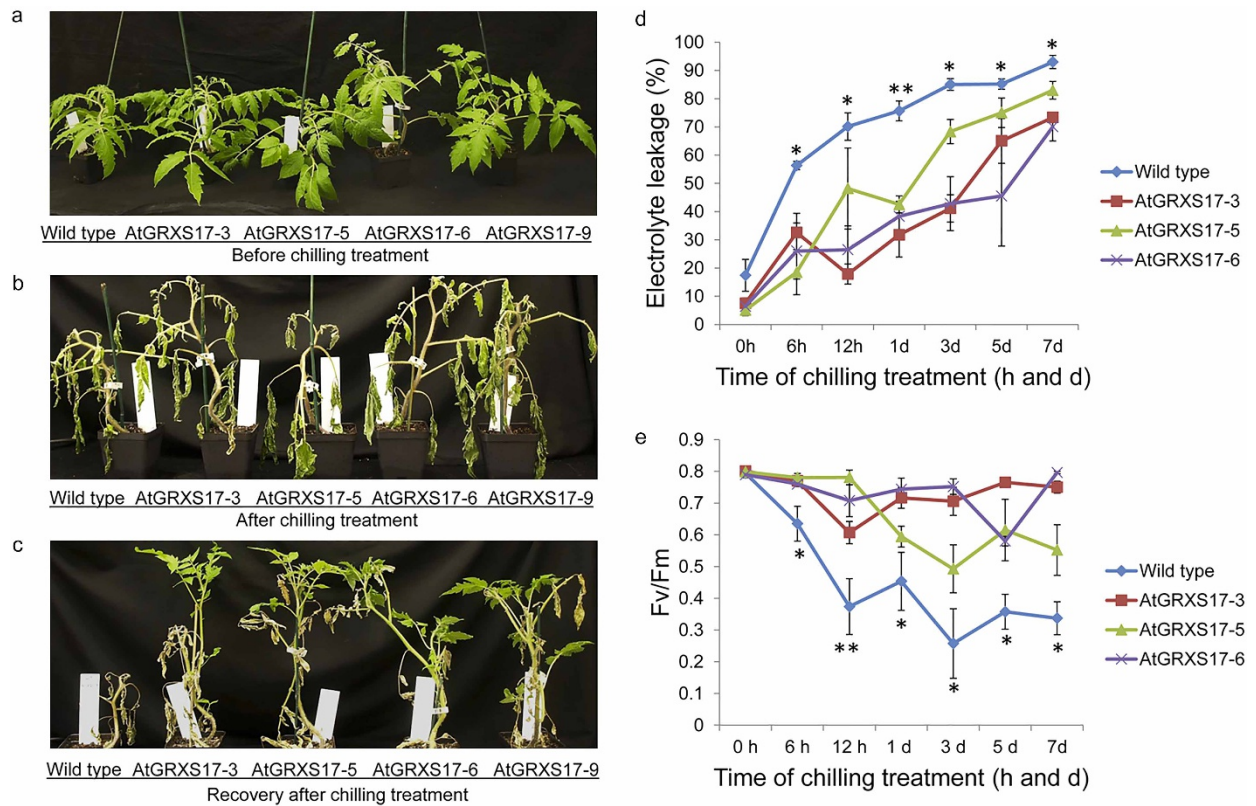 a
Wild type AtGRXS17-3 AtGRXS17-5 AtGRXS17-6 AtGRXS17-9
Before chilling treatment
b
Wild type AtGRXS17-3 AtGRXS17-5 AtGRXS17-6 AtGRXS17-9
After chilling treatment
c
Wild type AtGRXS17-3 AtGRXS17-5 AtGRXS17-6 AtGRXS17-9
Recovery after chilling treatment
d
Electrolyte leakage (%)
100
90
80
70
60
50
40
30
20
10
0
* * ** * * *
0h 6h 12h 1d 3d 5d 7d
Time of chilling treatment (h and d)
Wild type
AtGRXS17-3
AtGRXS17-5
AtGRXS17-6
e
Fv/Fm
0.9
0.8
0.7
0.6
0.5
0.4
0.3
0.2
0.1
0
* ** * * * *
0 h 6 h 12 h 1 d 3 d 5 d 7d
Time of chilling treatment (h and d)
Wild type
AtGRXS17-3
AtGRXS17-5
AtGRXS17-6